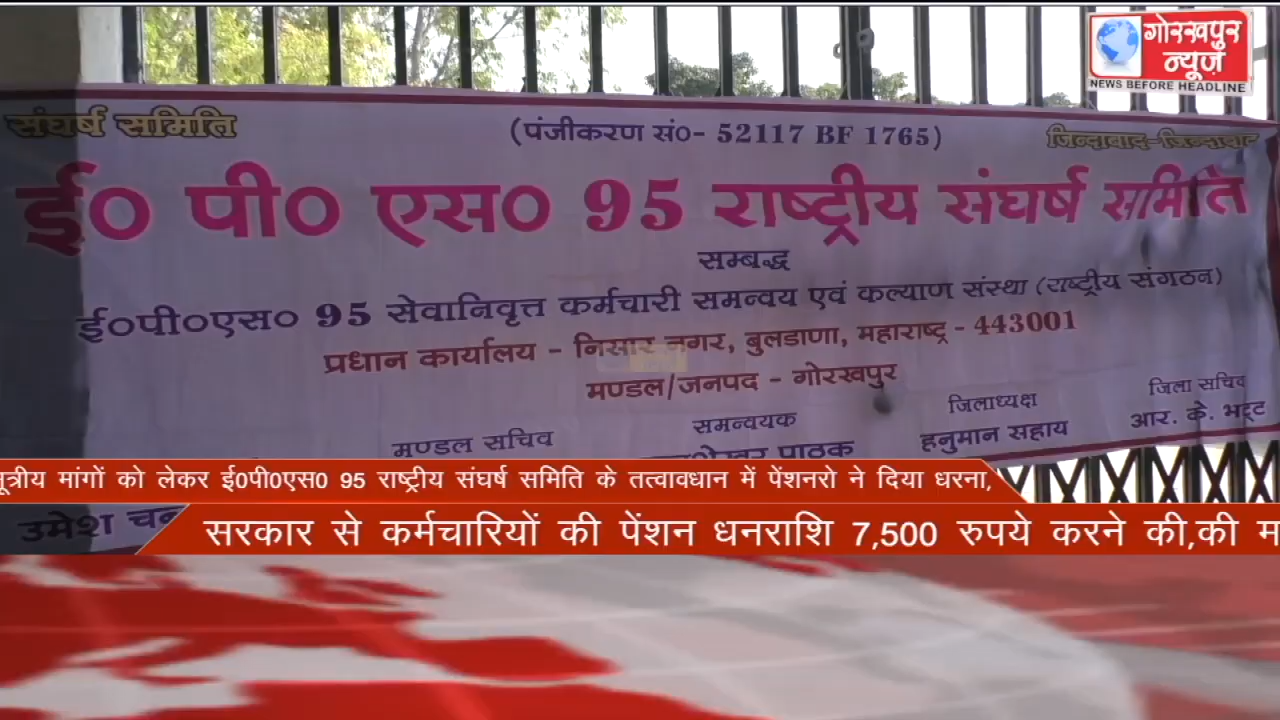 गोरखपुर
न्यूज़
NEWS BEFORE HEADLINE
संघर्ष समिति
(पंजीकरण सं०- 52117 BF 1765)
जिन्दाबाद-जिन्दाबाद
ई० पी० एस० 95 राष्ट्रीय संघर्ष समिति
सम्बद्ध
ई०पी०एस० 95 सेवानिवृत्त कर्मचारी समन्वय एवं कल्याण संस्था (राष्ट्रीय संगठन)
प्रधान कार्यालय - निसार नगर, बुलडाणा, महाराष्ट्र - 443001
मण्डल/जनपद - गोरखपुर
मण्डल सचिव
समन्वयक
पाठक
जिलाध्यक्ष
हनुमान सहाय
जिला सचिव
आर. के. भट्ट
मांगों को लेकर ई0पी0एस0 95 राष्ट्रीय संघर्ष समिति के तत्वावधान में पेंशनरो ने दिया धरना,
उमेश
सरकार से कर्मचारियों की पेंशन धनराशि 7,500 रुपये करने की,की